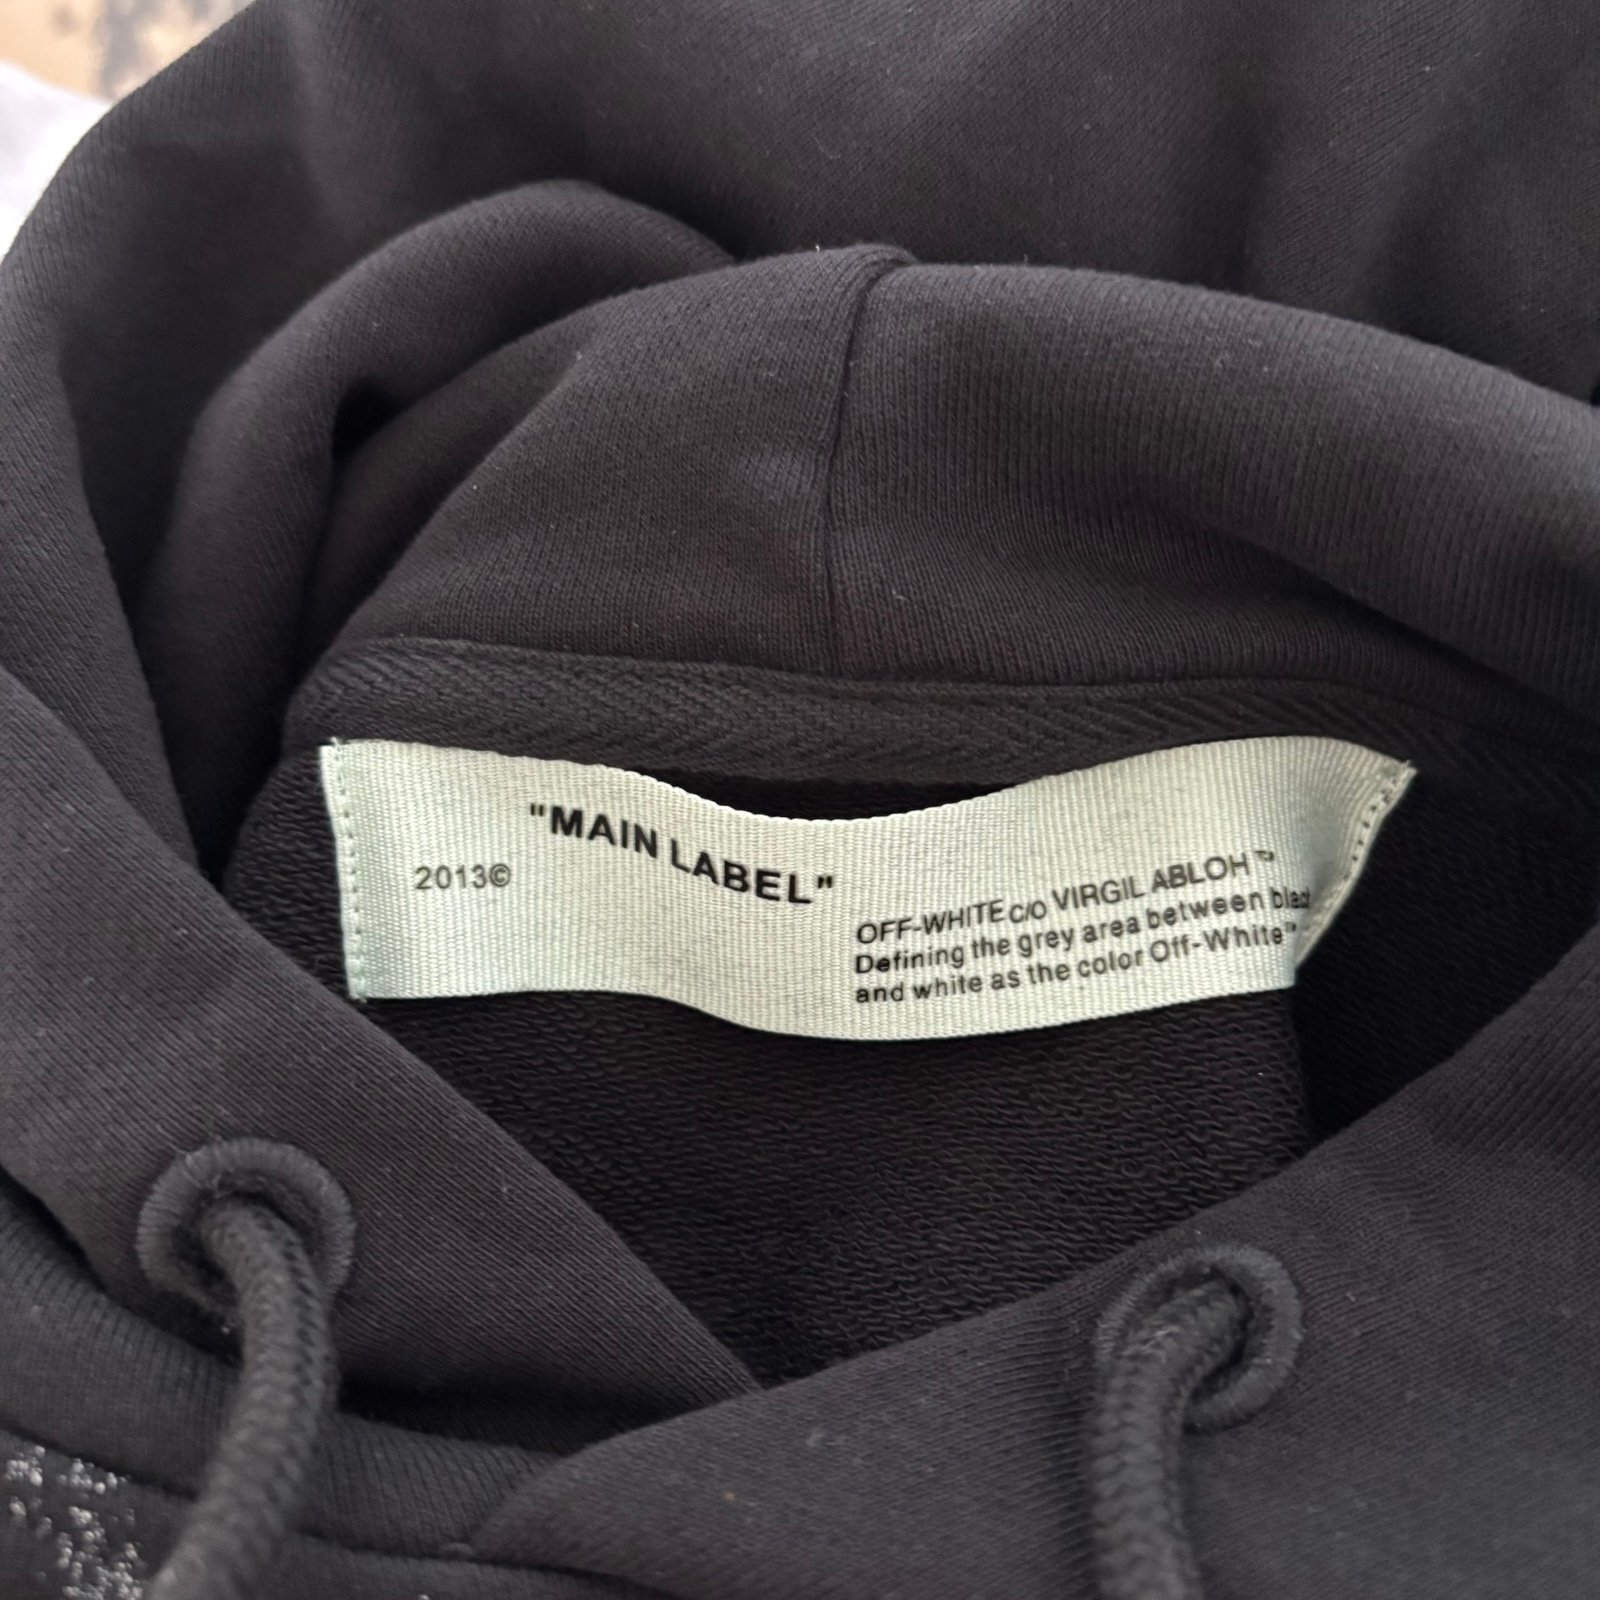 "MAIN LABEL"
2013©
OFF-WHITE c/o VIRGIL ABLOH™
Defining the grey area between black
and white as the color Off-White™